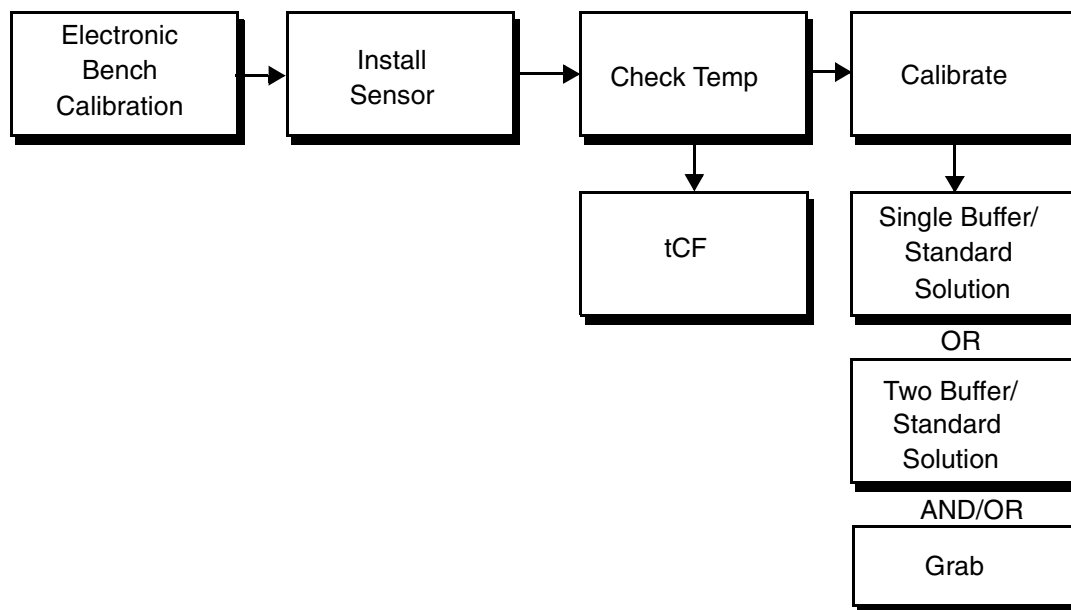 Electronic
Bench
Calibration
Install
Sensor
Check Temp
Calibrate
tCF
Single Buffer/
Standard
Solution
OR
Two Buffer/
Standard
Solution
AND/OR
Grab